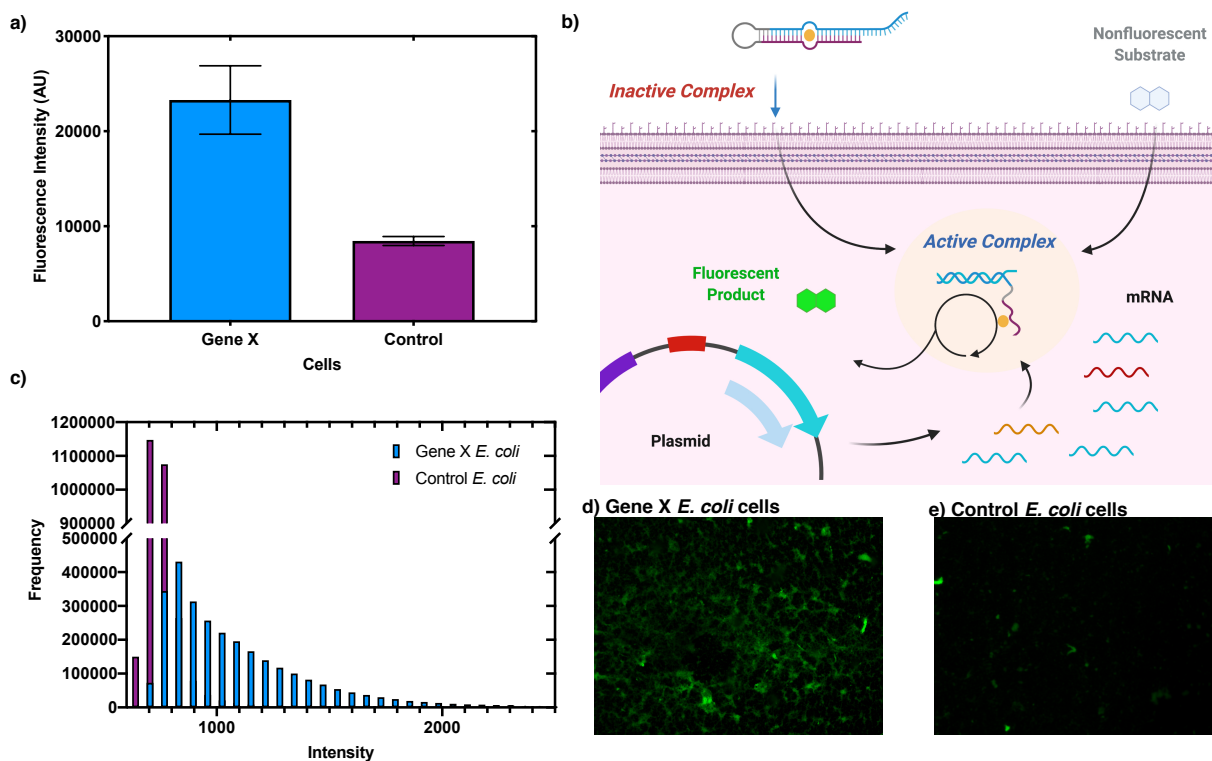 a)
30000
20000
10000
0
Fluorescence Intensity (AU)
Gene X
Control
Cells
b)
Nonfluorescent
Substrate
Inactive Complex
Active Complex
Fluorescent
Product
mRNA
Plasmid
c)
1200000
1100000
1000000
900000
500000
400000
300000
200000
100000
0
Frequency
Gene X E. coli
Control E. coli
1000
2000
Intensity
d) Gene X E. coli cells
e) Control E. coli cells